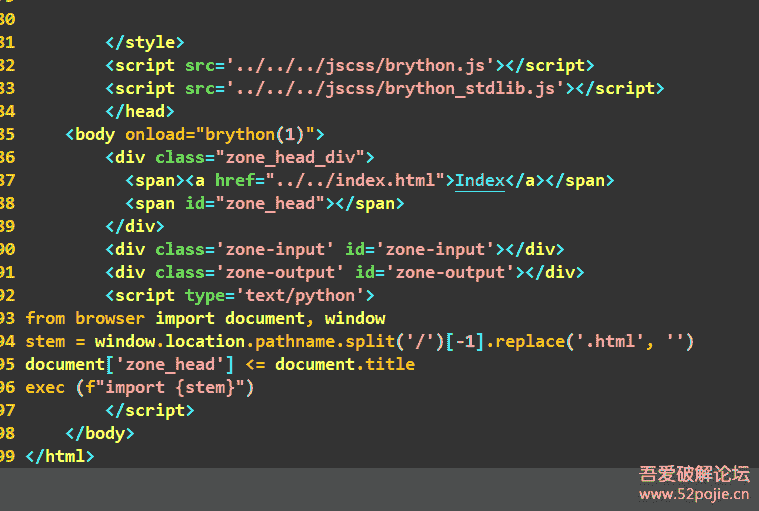 30
31 </style>
32 <script src='../../../jscss/brython.js'></script>
33 <script src='../../../jscss/brython_stdlib.js'></script>
34 </head>
35 <body onload="brython(1)">
36 <div class="zone_head_div">
37 <span><a href="../../index.html">Index</a></span>
38 <span id="zone_head"></span>
39 </div>
90 <div class='zone-input' id='zone-input'></div>
91 <div class='zone-output' id='zone-output'></div>
92 <script type='text/python'>
93 from browser import document, window
94 stem = window.location.pathname.split('/')[-1].replace('.html', '')
95 document['zone_head'] <= document.title
96 exec (f"import {stem}")
97 </script>
98 </body>
99 </html>
吾爱破解论坛
www.52pojie.cn